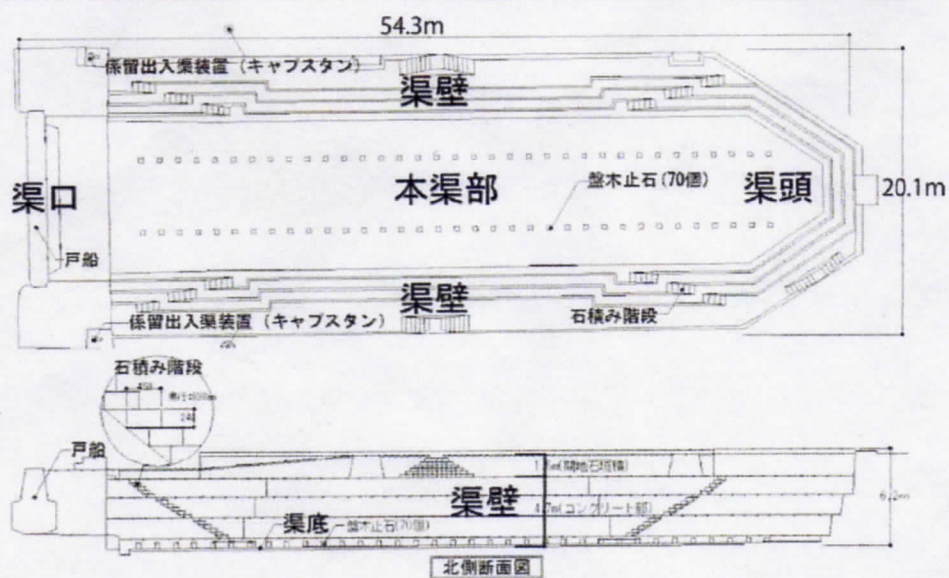 54.3m
係留出入渠装置（キャプスタン）
渠壁
渠口
本渠部
盤木止石(70個)
渠頭
20.1m
戸船
渠壁
石積み階段
係留出入渠装置（キャプスタン）
石積み階段
450
240
戸船
渠壁
渠底
盤木止石(70個)
北側断面図